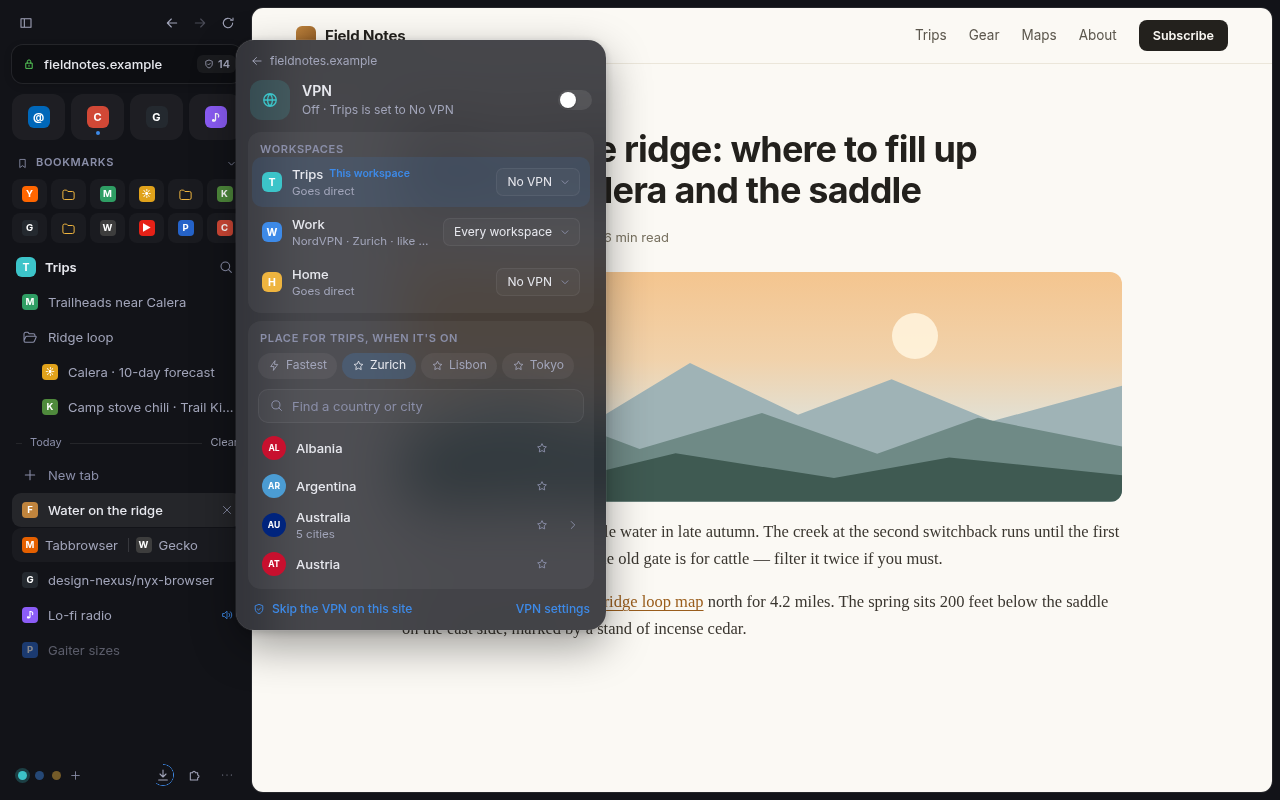 fieldnotes.example
14
@
C
G
BOOKMARKS
Y
M
K
G
W
P
C
T Trips
M Trailheads near Calera
Ridge loop
Calera · 10-day forecast
K Camp stove chili · Trail Ki...
Today
Clear
New tab
F Water on the ridge
M Tabbrowser
W Gecko
G design-nexus/nyx-browser
Lo-fi radio
P Gaiter sizes
fieldnotes.example
VPN
Off · Trips is set to No VPN
WORKSPACES
T Trips This workspace
Goes direct
No VPN
W Work
NordVPN · Zurich · like ...
Every workspace
H Home
Goes direct
No VPN
PLACE FOR TRIPS, WHEN IT'S ON
Fastest
Zurich
Lisbon
Tokyo
Find a country or city
AL Albania
AR Argentina
AU Australia
5 cities
AT Austria
Skip the VPN on this site
VPN settings
Field Notes
Trips
Gear
Maps
About
Subscribe
ridge: where to fill up
and the saddle
6 min read
water in late autumn. The creek at the second switchback runs until the first
old gate is for cattle — filter it twice if you must.
ridge loop map north for 4.2 miles. The spring sits 200 feet below the saddle
on the east side, marked by a stand of incense cedar.